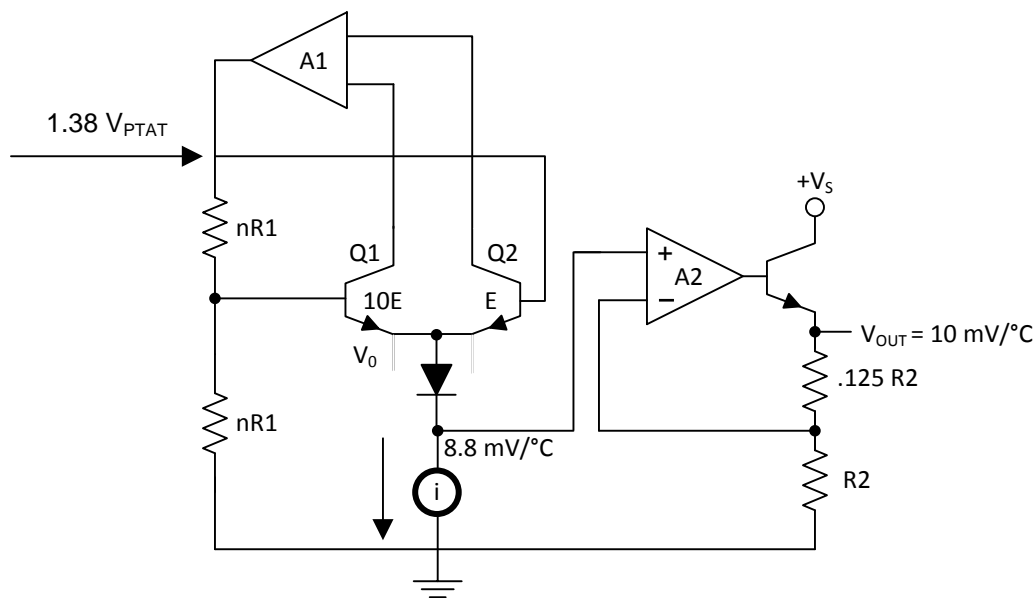 A1
1.38 VPTAT
+VS
nR1
Q1
Q2
10E
E
A2
+
−
V0
VOUT = 10 mV/°C
.125 R2
nR1
8.8 mV/°C
i
R2